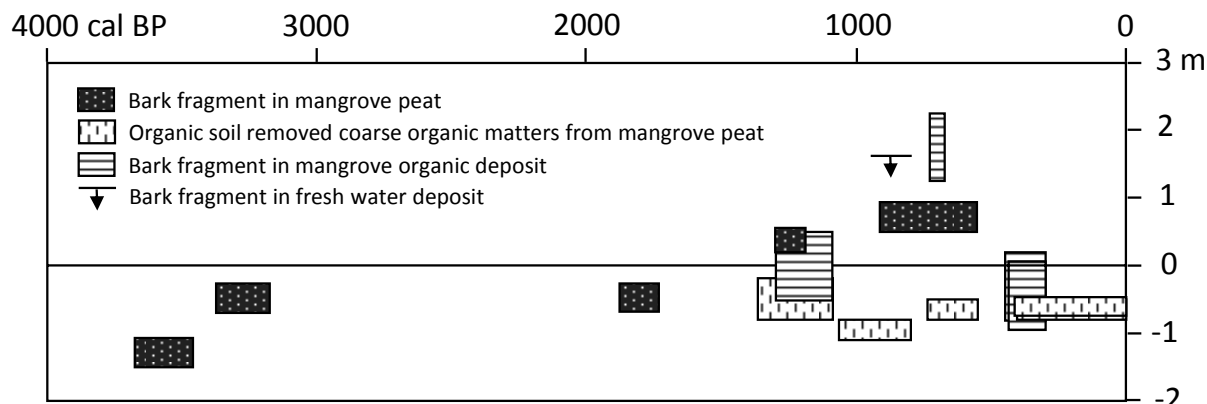 4000 cal BP 3000 2000 1000 0
3 m
Bark fragment in mangrove peat
Organic soil removed coarse organic matters from mangrove peat
2
Bark fragment in mangrove organic deposit
Bark fragment in fresh water deposit
1
0
-1
-2